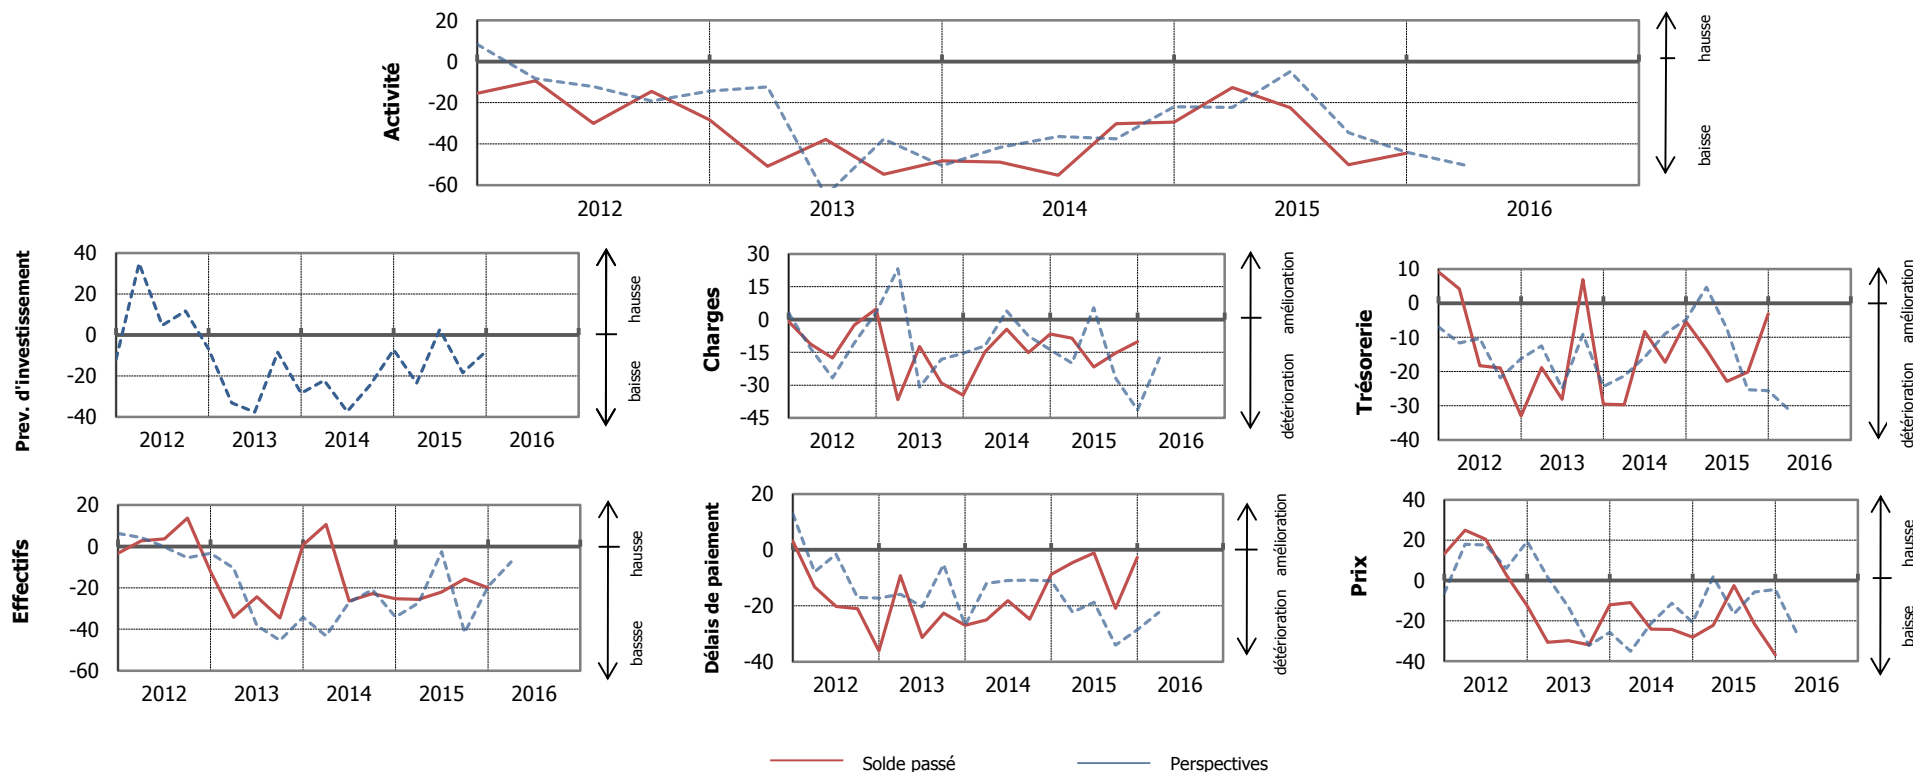 Activité
20
0
-20
-40
-60
2012 2013 2014 2015 2016
hausse
baisse
Prev. d'investissement
40
20
0
-20
-40
2012 2013 2014 2015 2016
hausse
baisse
Charges
30
15
0
-15
-30
-45
2012 2013 2014 2015 2016
amélioration
détérioration
Trésorerie
10
0
-10
-20
-30
-40
2012 2013 2014 2015 2016
amélioration
détérioration
Effectifs
20
0
-20
-40
-60
2012 2013 2014 2015 2016
hausse
bassse
Délais de paiement
20
0
-20
-40
2012 2013 2014 2015 2016
amélioration
détérioration
Prix
40
20
0
-20
-40
2012 2013 2014 2015 2016
hausse
baisse
Solde passé Perspectives